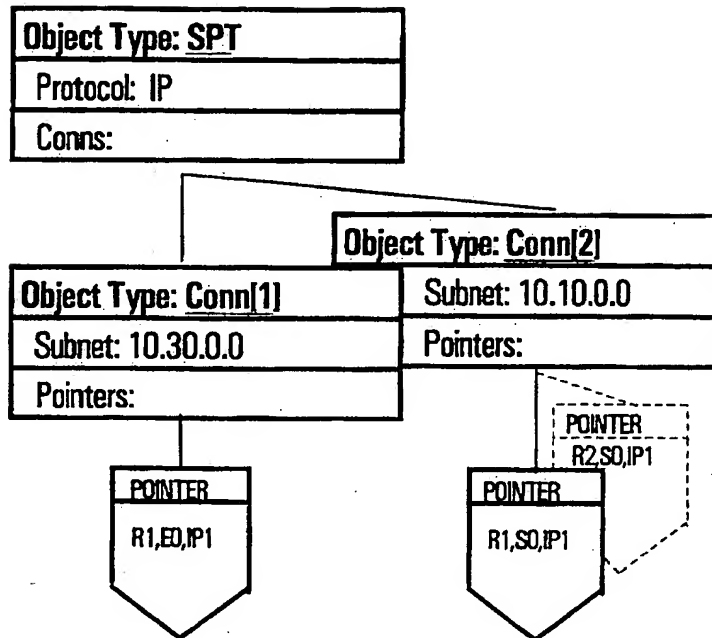 Object Type: SPT
Protocol: IP
Conns:
Object Type: Conn[2]
Subnet: 10.10.0.0
Pointers:
Object Type: Conn[1]
Subnet: 10.30.0.0
Pointers:
POINTER
R2,S0,IP1
POINTER
R1,E0,IP1
POINTER
R1,S0,IP1